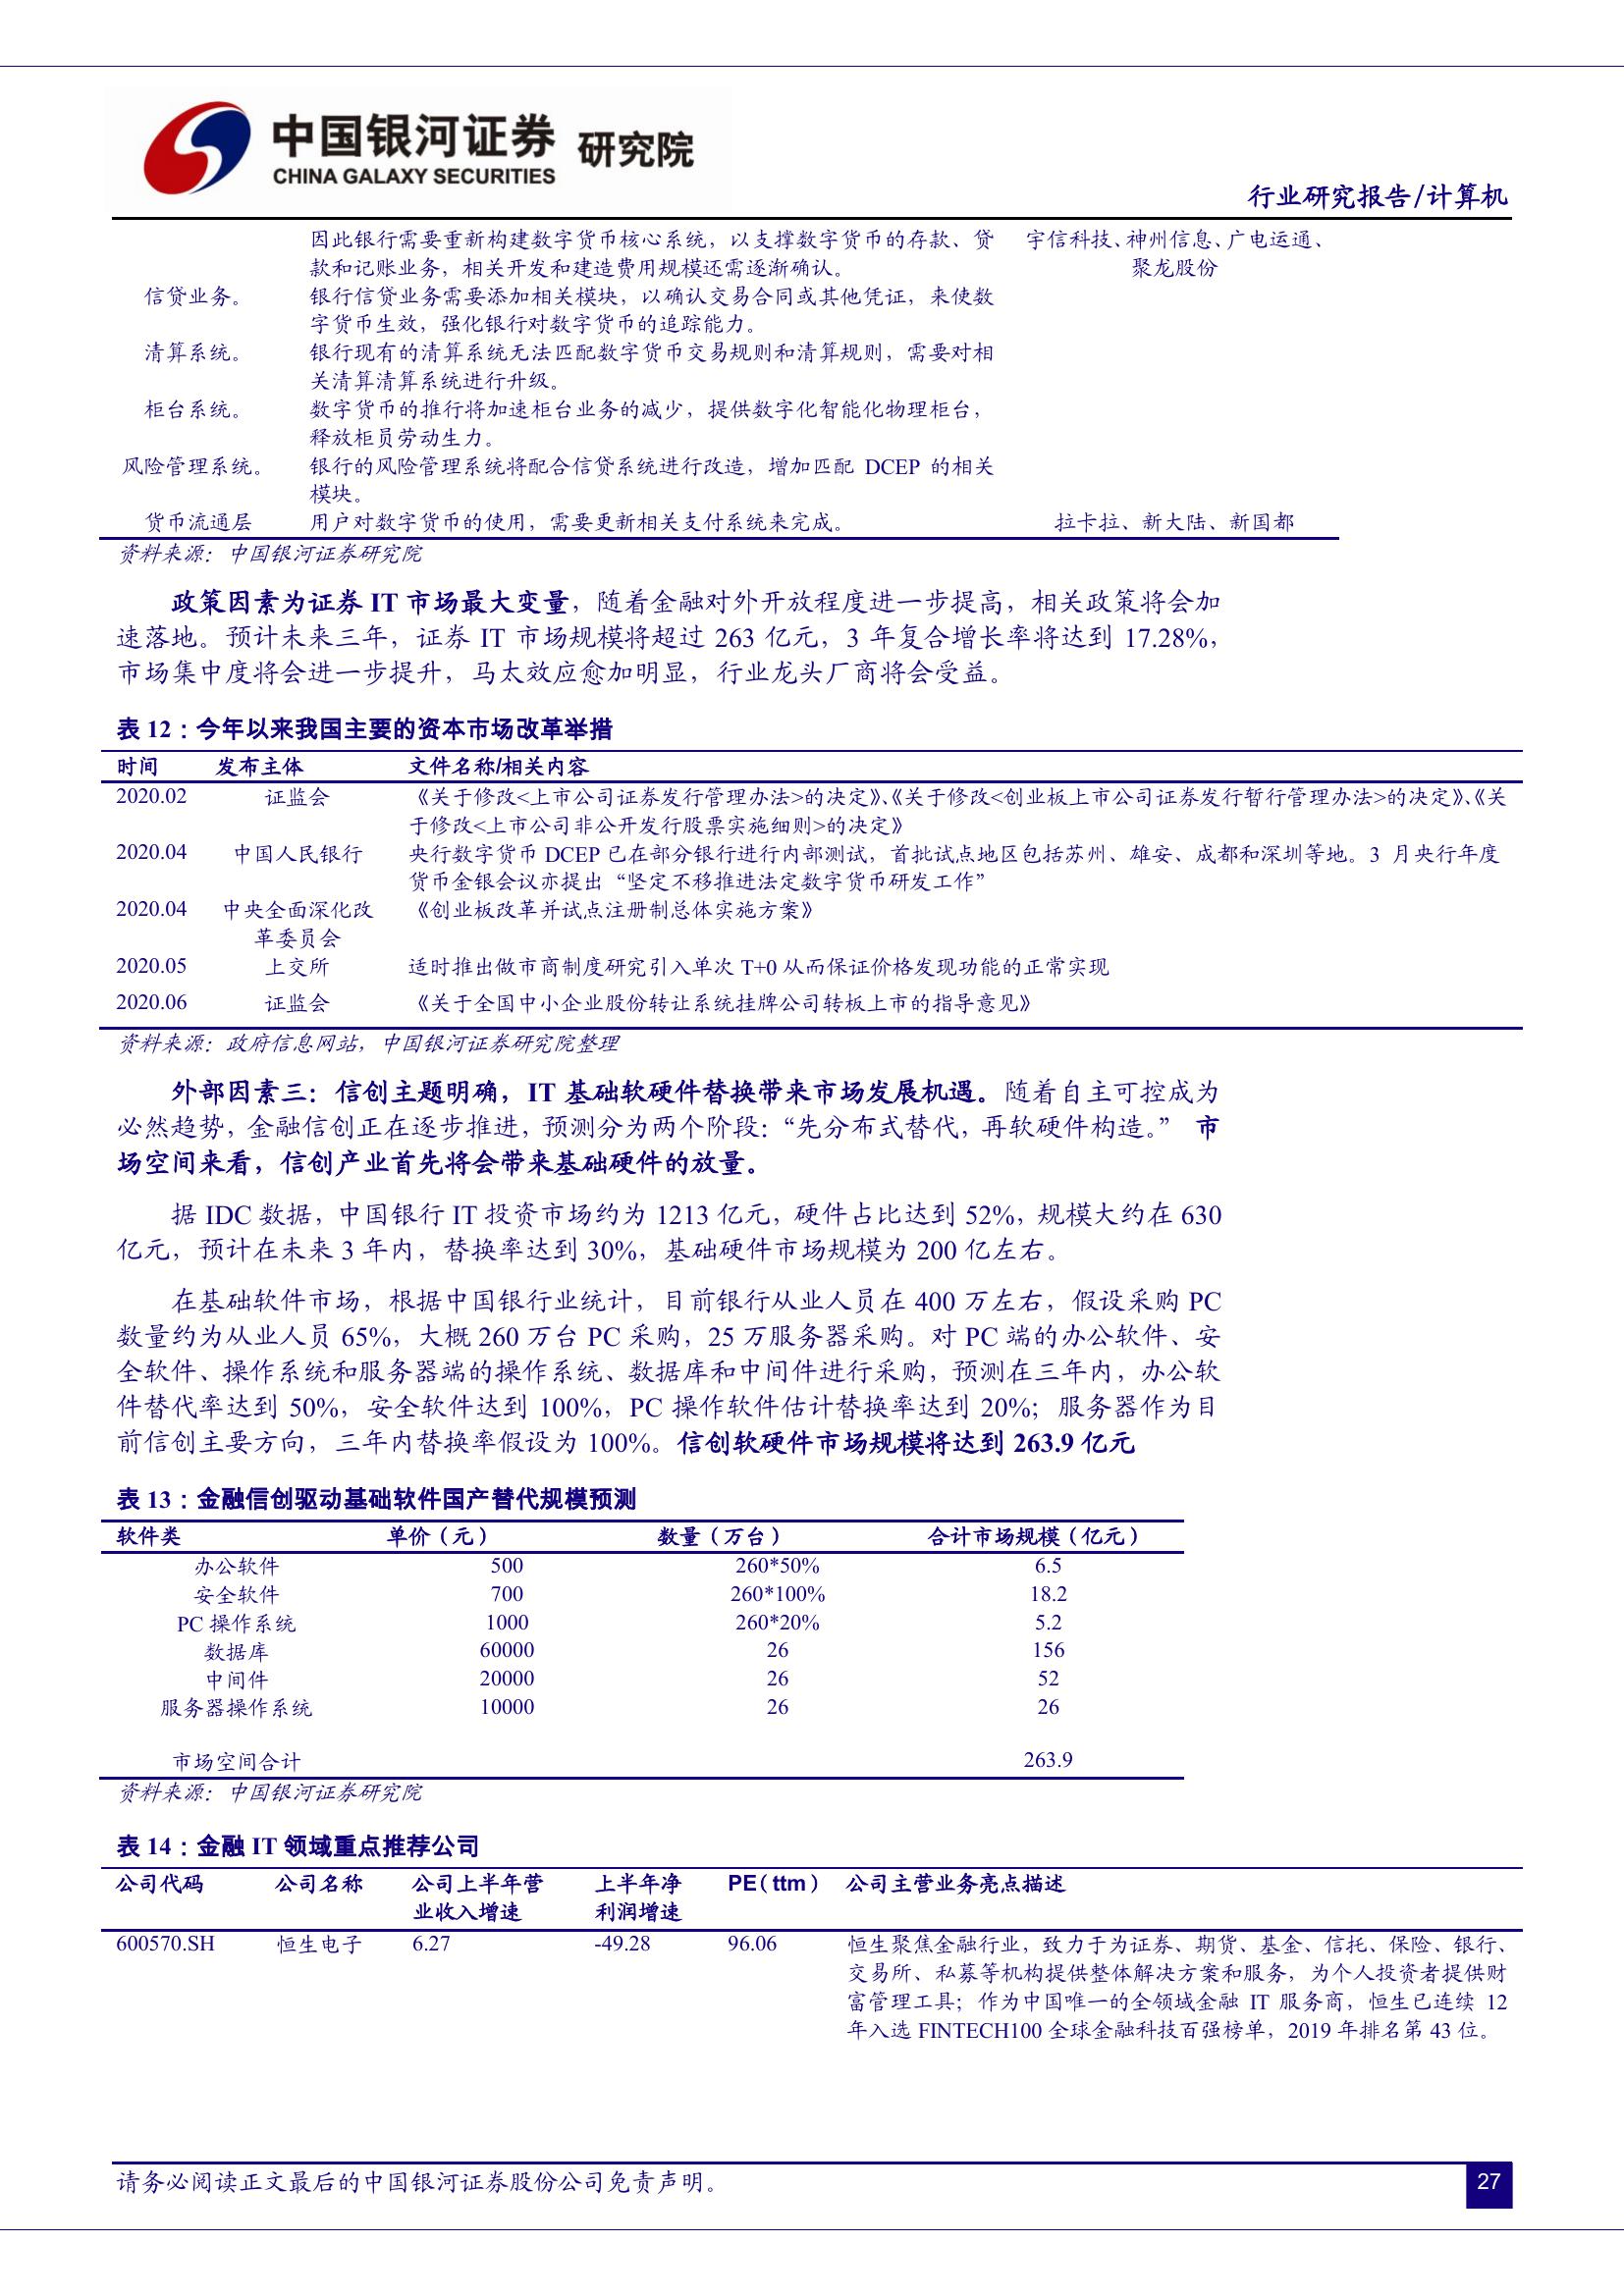 中国银河证券 研究院
CHINA GALAXY SECURITIES
行业研究报告/计算机
因此银行需要重新构建数字货币核心系统，以支撑数字货币的存款、贷 宇信科技、神州信息、广电运通、
款和记账业务，相关开发和建造费用规模还需逐渐确认。 聚龙股份
信贷业务。 银行信贷业务需要添加相关模块，以确认交易合同或其他凭证，来使数
字货币生效，强化银行对数字货币的追踪能力。
清算系统。 银行现有的清算系统无法匹配数字货币交易规则和清算规则，需要对相
关清算清算系统进行升级。
柜台系统。 数字货币的推行将加速柜台业务的减少，提供数字化智能化物理柜台，
释放柜员劳动生力。
风险管理系统。 银行的风险管理系统将配合信贷系统进行改造，增加匹配 DCEP 的相关
模块。
货币流通层 用户对数字货币的使用，需要更新相关支付系统来完成。 拉卡拉、新大陆、新国都
资料来源：中国银河证券研究院
政策因素为证券 IT 市场最大变量，随着金融对外开放程度进一步提高，相关政策将会加
速落地。预计未来三年，证券 IT 市场规模将超过 263 亿元，3 年复合增长率将达到 17.28%，
市场集中度将会进一步提升，马太效应愈加明显，行业龙头厂商将会受益。
表 12：今年以来我国主要的资本市场改革举措
时间 发布主体 文件名称/相关内容
2020.02 证监会 《关于修改<上市公司证券发行管理办法>的决定》、《关于修改<创业板上市公司证券发行暂行管理办法>的决定》、《关
于修改<上市公司非公开发行股票实施细则>的决定》
2020.04 中国人民银行 央行数字货币 DCEP 已在部分银行进行内部测试，首批试点地区包括苏州、雄安、成都和深圳等地。3 月央行年度
货币金银会议亦提出“坚定不移推进法定数字货币研发工作”
2020.04 中央全面深化改 《创业板改革并试点注册制总体实施方案》
革委员会
2020.05 上交所 适时推出做市商制度研究引入单次 T+0 从而保证价格发现功能的正常实现
2020.06 证监会 《关于全国中小企业股份转让系统挂牌公司转板上市的指导意见》
资料来源：政府信息网站，中国银河证券研究院整理
外部因素三：信创主题明确，IT 基础软硬件替换带来市场发展机遇。随着自主可控成为
必然趋势，金融信创正在逐步推进，预测分为两个阶段：“先分布式替代，再软硬件构造。” 市
场空间来看，信创产业首先将会带来基础硬件的放量。
据 IDC 数据，中国银行 IT 投资市场约为 1213 亿元，硬件占比达到 52%，规模大约在 630
亿元，预计在未来 3 年内，替换率达到 30%，基础硬件市场规模为 200 亿左右。
在基础软件市场，根据中国银行业统计，目前银行从业人员在 400 万左右，假设采购 PC
数量约为从业人员 65%，大概 260 万台 PC 采购，25 万服务器采购。对 PC 端的办公软件、安
全软件、操作系统和服务器端的操作系统、数据库和中间件进行采购，预测在三年内，办公软
件替代率达到 50%，安全软件达到 100%，PC 操作软件估计替换率达到 20%；服务器作为目
前信创主要方向，三年内替换率假设为 100%。信创软硬件市场规模将达到 263.9 亿元
表 13：金融信创驱动基础软件国产替代规模预测
软件类 单价（元） 数量（万台） 合计市场规模（亿元）
办公软件 500 260*50% 6.5
安全软件 700 260*100% 18.2
PC 操作系统 1000 260*20% 5.2
数据库 60000 26 156
中间件 20000 26 52
服务器操作系统 10000 26 26
市场空间合计 263.9
资料来源：中国银河证券研究院
表 14：金融 IT 领域重点推荐公司
公司代码 公司名称 公司上半年营 上半年净 PE（ttm） 公司主营业务亮点描述
业收入增速 利润增速
600570.SH 恒生电子 6.27 -49.28 96.06 恒生聚焦金融行业，致力于为证券、期货、基金、信托、保险、银行、
交易所、私募等机构提供整体解决方案和服务，为个人投资者提供财
富管理工具；作为中国唯一的全领域金融 IT 服务商，恒生已连续 12
年入选 FINTECH100 全球金融科技百强榜单，2019 年排名第 43 位。
请务必阅读正文最后的中国银河证券股份公司免责声明。
27